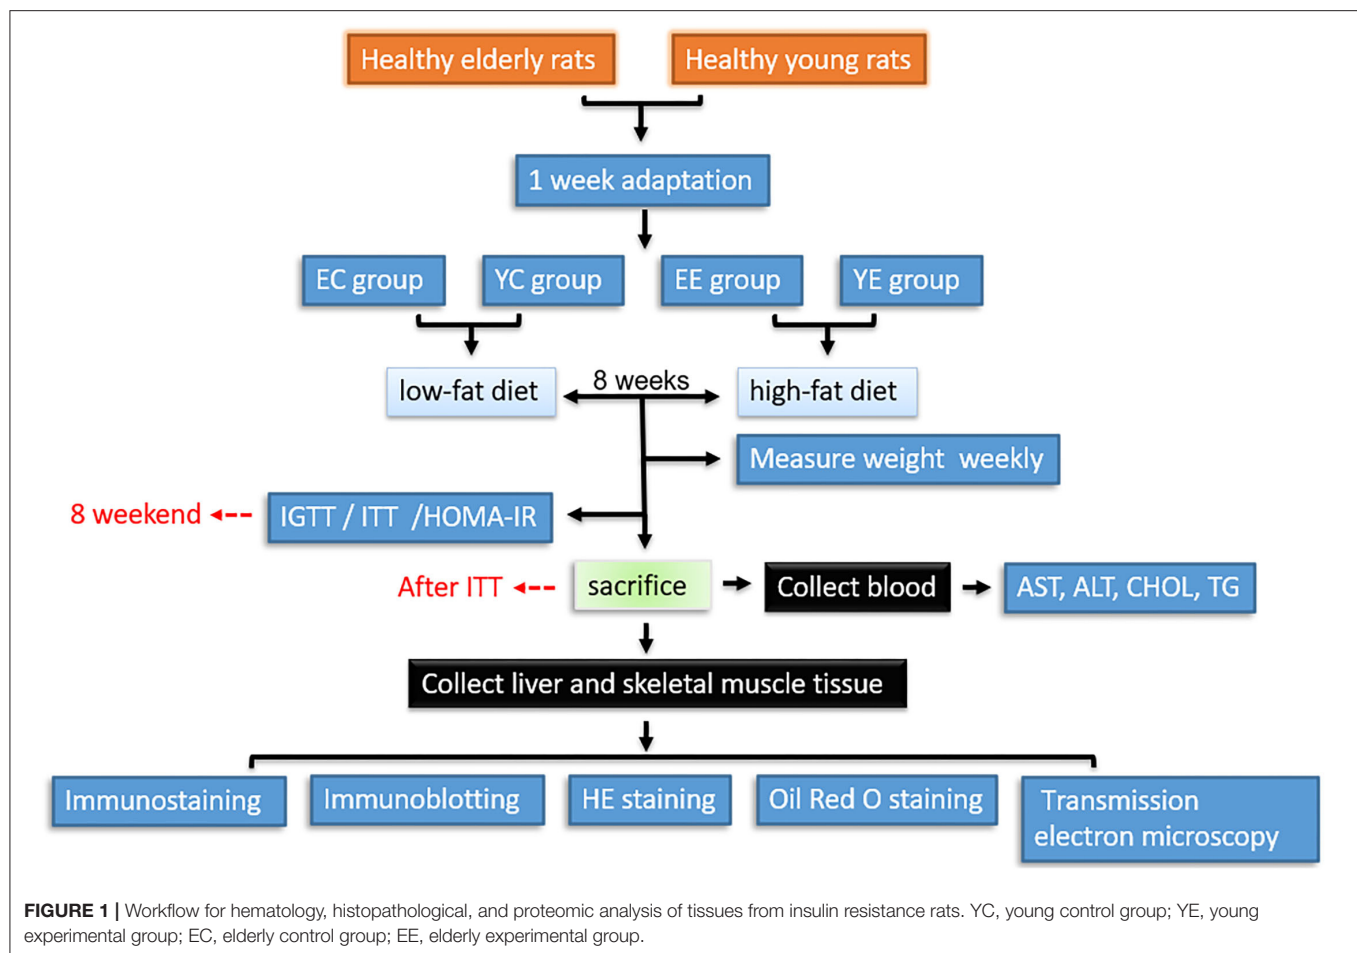 Healthy elderly rats
Healthy young rats
1 week adaptation
EC group
YC group
EE group
YE group
low-fat diet
8 weeks
high-fat diet
Measure weight weekly
8 weekend
IGTT / ITT /HOMA-IR
After ITT
sacrifice
Collect blood
AST, ALT, CHOL, TG
Collect liver and skeletal muscle tissue
Immunostaining
Immunoblotting
HE staining
Oil Red O staining
Transmission
electron microscopy
FIGURE 1 | Workflow for hematology, histopathological, and proteomic analysis of tissues from insulin resistance rats. YC, young control group; YE, young
experimental group; EC, elderly control group; EE, elderly experimental group.